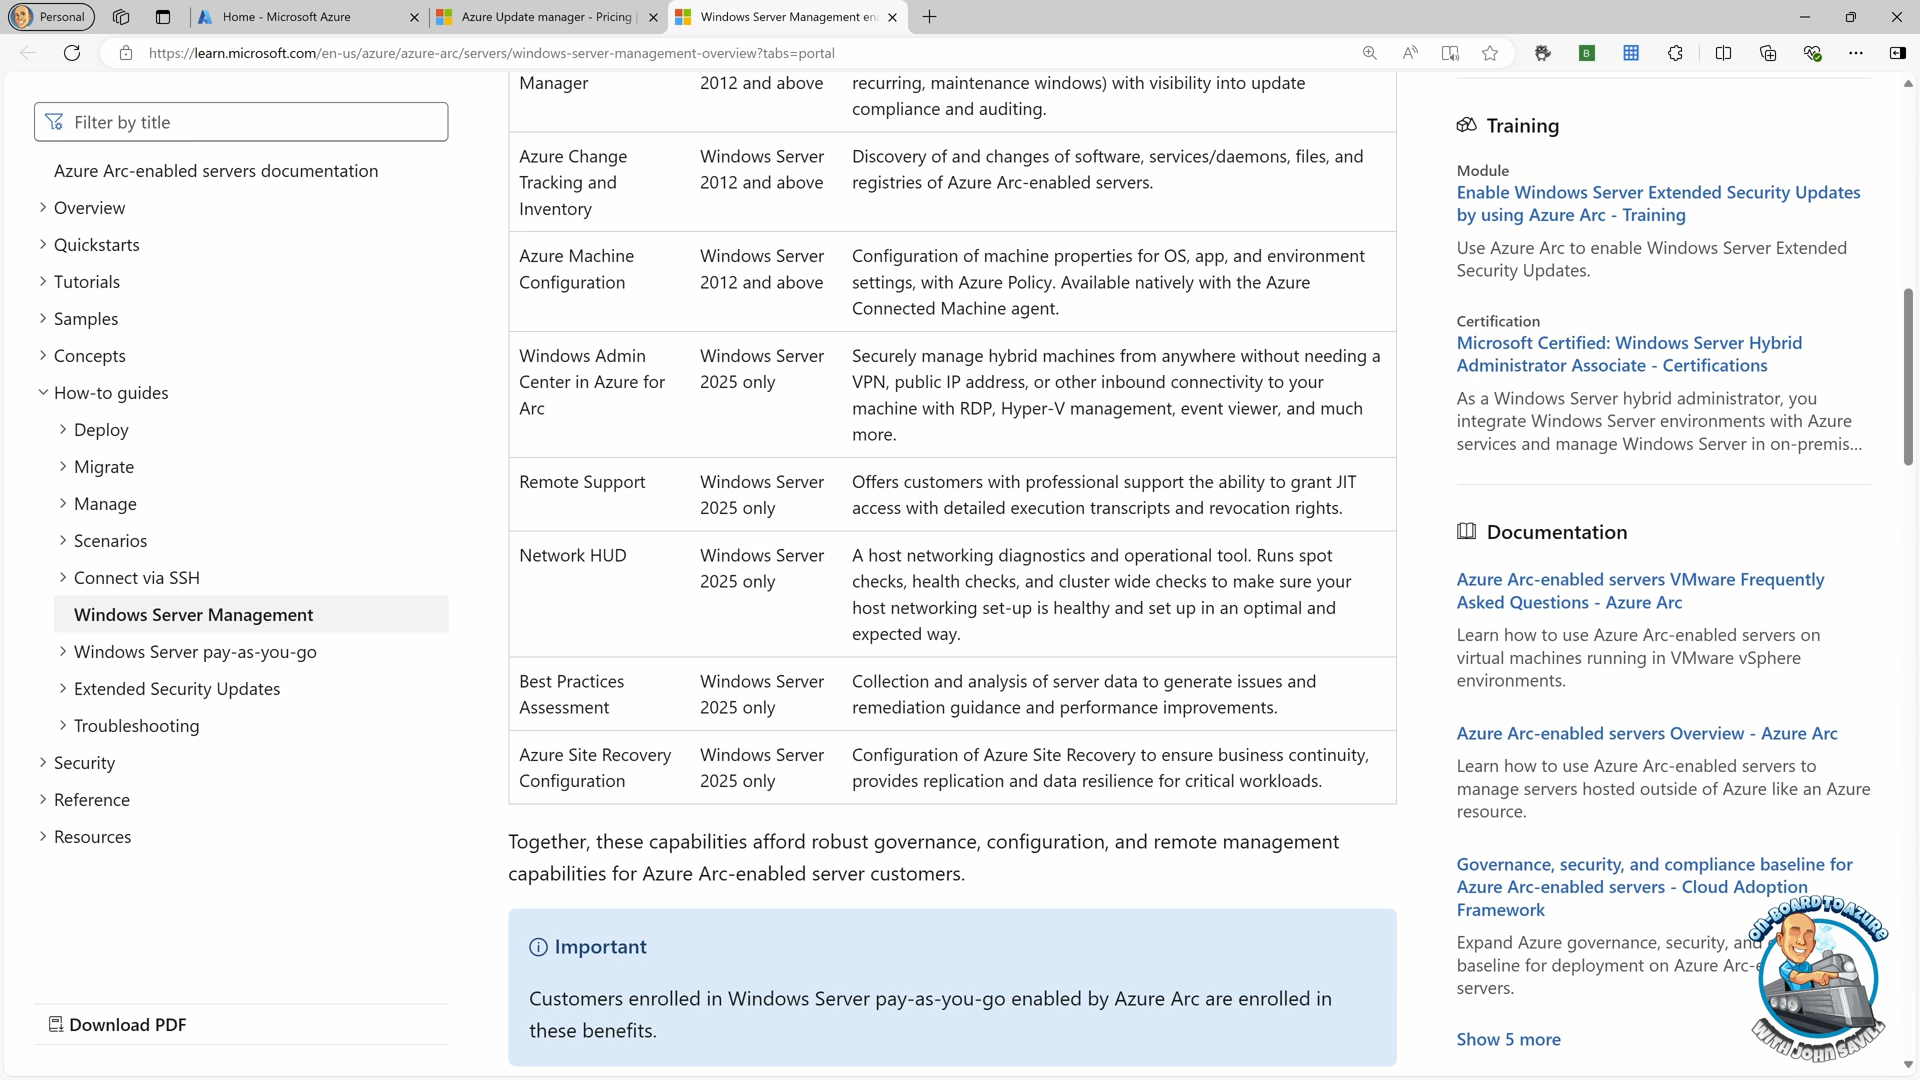 Personal
Home - Microsoft Azure
Azure Update manager - Pricing
Windows Server Management en
https://learn.microsoft.com/en-us/azure/azure-arc/servers/windows-server-management-overview?tabs=portal
Filter by title
Azure Arc-enabled servers documentation
Overview
Quickstarts
Tutorials
Samples
Concepts
How-to guides
Deploy
Migrate
Manage
Scenarios
Connect via SSH
Windows Server Management
Windows Server pay-as-you-go
Extended Security Updates
Troubleshooting
Security
Reference
Resources
Download PDF
Manager
2012 and above
recurring, maintenance windows) with visibility into update
compliance and auditing.
Azure Change
Tracking and
Inventory
Windows Server
2012 and above
Discovery of and changes of software, services/daemons, files, and
registries of Azure Arc-enabled servers.
Azure Machine
Configuration
Windows Server
2012 and above
Configuration of machine properties for OS, app, and environment
settings, with Azure Policy. Available natively with the Azure
Connected Machine agent.
Windows Admin
Center in Azure for
Arc
Windows Server
2025 only
Securely manage hybrid machines from anywhere without needing a
VPN, public IP address, or other inbound connectivity to your
machine with RDP, Hyper-V management, event viewer, and much
more.
Remote Support
Windows Server
2025 only
Offers customers with professional support the ability to grant JIT
access with detailed execution transcripts and revocation rights.
Network HUD
Windows Server
2025 only
A host networking diagnostics and operational tool. Runs spot
checks, health checks, and cluster wide checks to make sure your
host networking set-up is healthy and set up in an optimal and
expected way.
Best Practices
Assessment
Windows Server
2025 only
Collection and analysis of server data to generate issues and
remediation guidance and performance improvements.
Azure Site Recovery
Configuration
Windows Server
2025 only
Configuration of Azure Site Recovery to ensure business continuity,
provides replication and data resilience for critical workloads.
Together, these capabilities afford robust governance, configuration, and remote management
capabilities for Azure Arc-enabled server customers.
Important
Customers enrolled in Windows Server pay-as-you-go enabled by Azure Arc are enrolled in
these benefits.
Training
Module
Enable Windows Server Extended Security Updates
by using Azure Arc - Training
Use Azure Arc to enable Windows Server Extended
Security Updates.
Certification
Microsoft Certified: Windows Server Hybrid
Administrator Associate - Certifications
As a Windows Server hybrid administrator, you
integrate Windows Server environments with Azure
services and manage Windows Server in on-premis...
Documentation
Azure Arc-enabled servers VMware Frequently
Asked Questions - Azure Arc
Learn how to use Azure Arc-enabled servers on
virtual machines running in VMware vSphere
environments.
Azure Arc-enabled servers Overview - Azure Arc
Learn how to use Azure Arc-enabled servers to
manage servers hosted outside of Azure like an Azure
resource.
Governance, security, and compliance baseline for
Azure Arc-enabled servers - Cloud Adoption
Framework
Expand Azure governance, security, and
baseline for deployment on Azure Arc-e
servers.
Show 5 more
ON-BOARD TO AZURE
WITH JOHN SAVILL